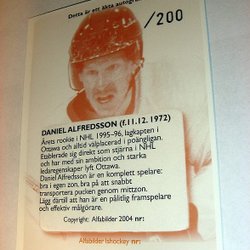 Detta är ett äkta autogra
/200
DANIEL ALFREDSSON (f.11.12. 1972)
Årets rookie i NHL 1995-96, lagkapten i
Ottawa och alltid välplacerad i poängligan.
Etablerade sig direkt som stjärna i NHL
och har med sin ambition och starka
ledaregenskaper lyft Ottawa.
Daniel Alfredsson är en komplett spelare:
bra i egen zon, bra på att snabbt
transportera pucken genom mittzon.
Lägg därtill att han är en pålitlig framspelare
och effektiv målgörare.
Copyright: Alfabilder 2004 nr:
Alfabilder Ishockey nr: